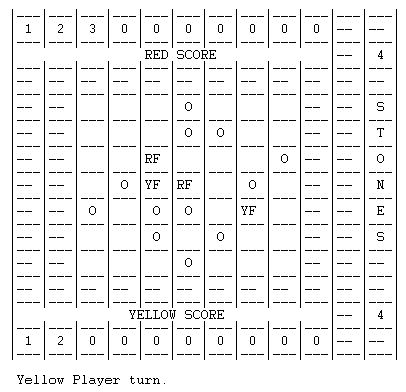 1 2 3 0 0 0 0 0 0 0 -- --
RED SCORE -- 4
-- -- -- -- --
-- -- O -- -- S
-- -- O O -- -- T
-- -- RF O -- -- O
-- -- O YF RF O -- -- N
-- -- O O O YF -- -- E
-- -- O O -- -- S
-- -- O -- -- --
-- -- -- -- --
YELLOW SCORE -- 4
1 2 0 0 0 0 0 0 0 0 -- --
Yellow Player turn.